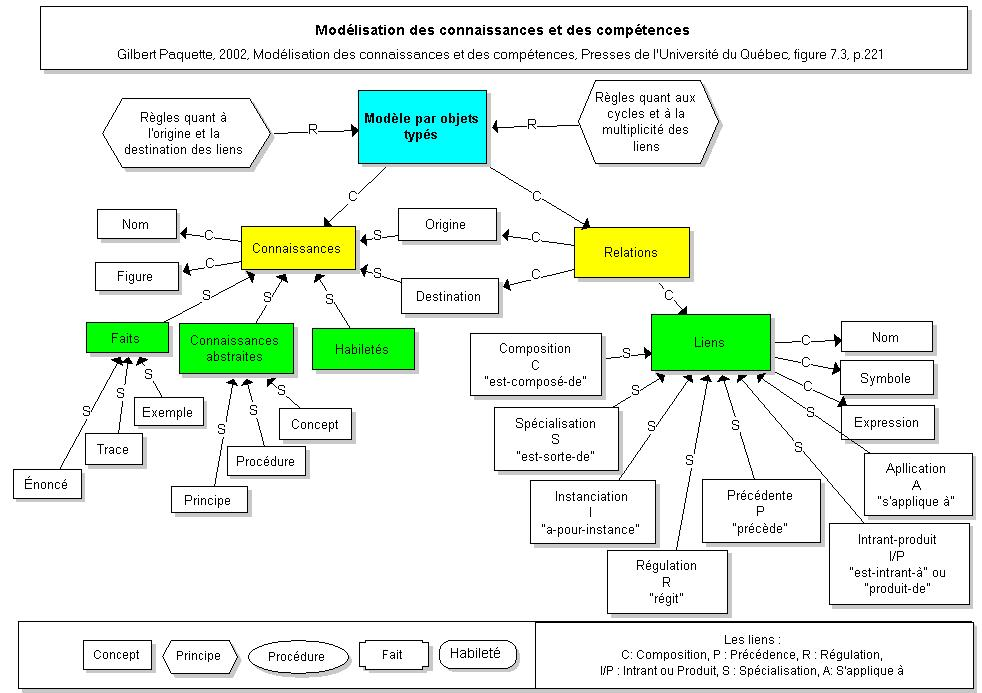 Modélisation des connaissances et des compétences
Gilbert Paquette, 2002, Modélisation des connaissances et des compétences, Presses de l'Université du Québec, figure 7.3, p.221
Règles quant à
l'origine et la
destination des liens
R
Modèle par objets
typés
R
Règles quant aux
cycles et à la
multiplicité des
liens
C
C
Nom
C
Connaissances
S
Origine
C
Relations
Figure
C
S
Destination
C
S
S
S
C
Faits
Connaissances
abstraites
Habiletés
Liens
C
Nom
C
Symbole
C
Expression
Composition
C
"est-composé-de"
S
Spécialisation
S
"est-sorte-de"
S
Instanciation
I
"a-pour-instance"
S
Régulation
R
"régit"
S
Précédente
P
"précède"
S
Intrant-produit
I/P
"est-intrant-à" ou
"produit-de"
S
Apllication
A
"s'applique à"
S
S
S
S
Exemple
Trace
Énoncé
S
S
S
Concept
Procédure
Principe
Concept
Principe
Procédure
Fait
Habileté
Les liens :
C: Composition, P : Précédence, R : Régulation,
I/P : Intrant ou Produit, S : Spécialisation, A: S'applique à